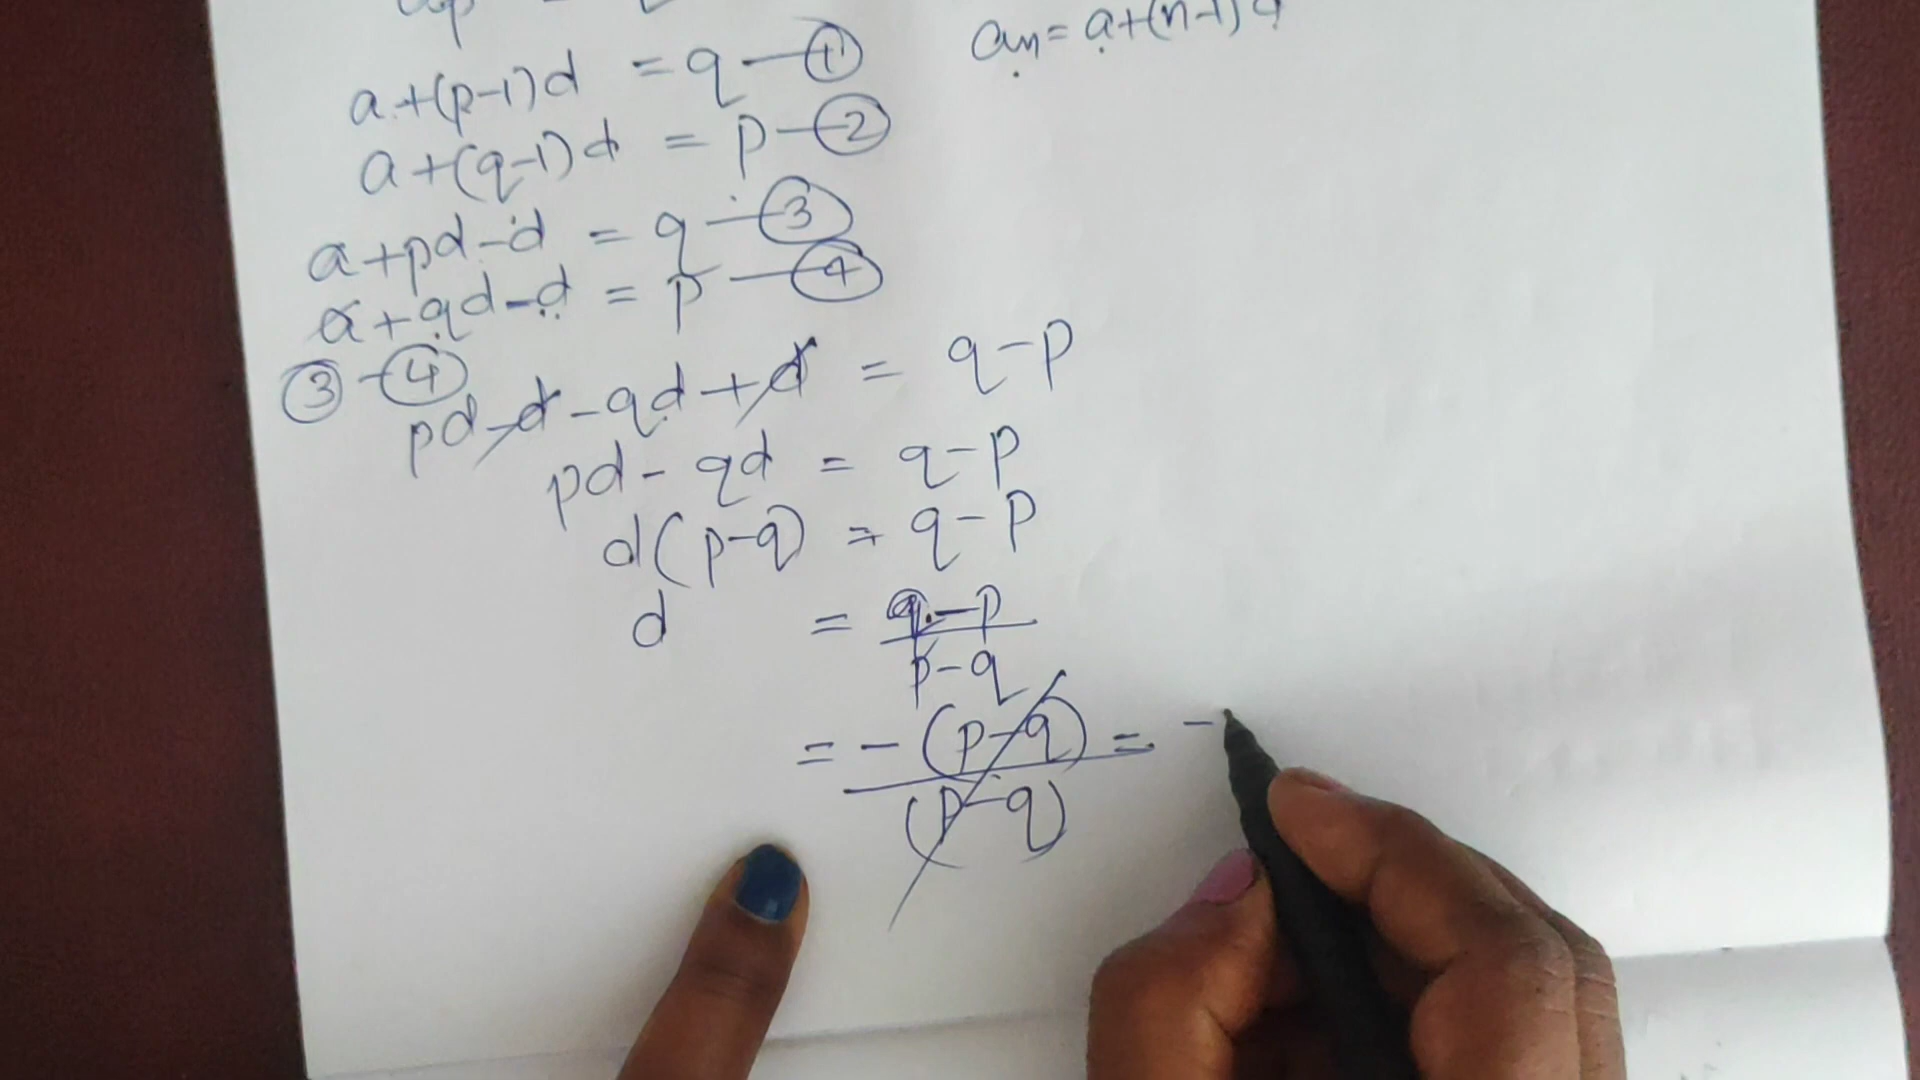 aₙ = a+(n-1)d
a+(p-1)d = q — ①
a+(q-1)d = p — ②
a+pd-d = q — ③
a+qd-d = p — ④
③ - ④
pd-d-qd+d = q-p
pd-qd = q-p
d(p-q) = q-p
d = q-p
p-q
= -(p-q) = -
(p-q)